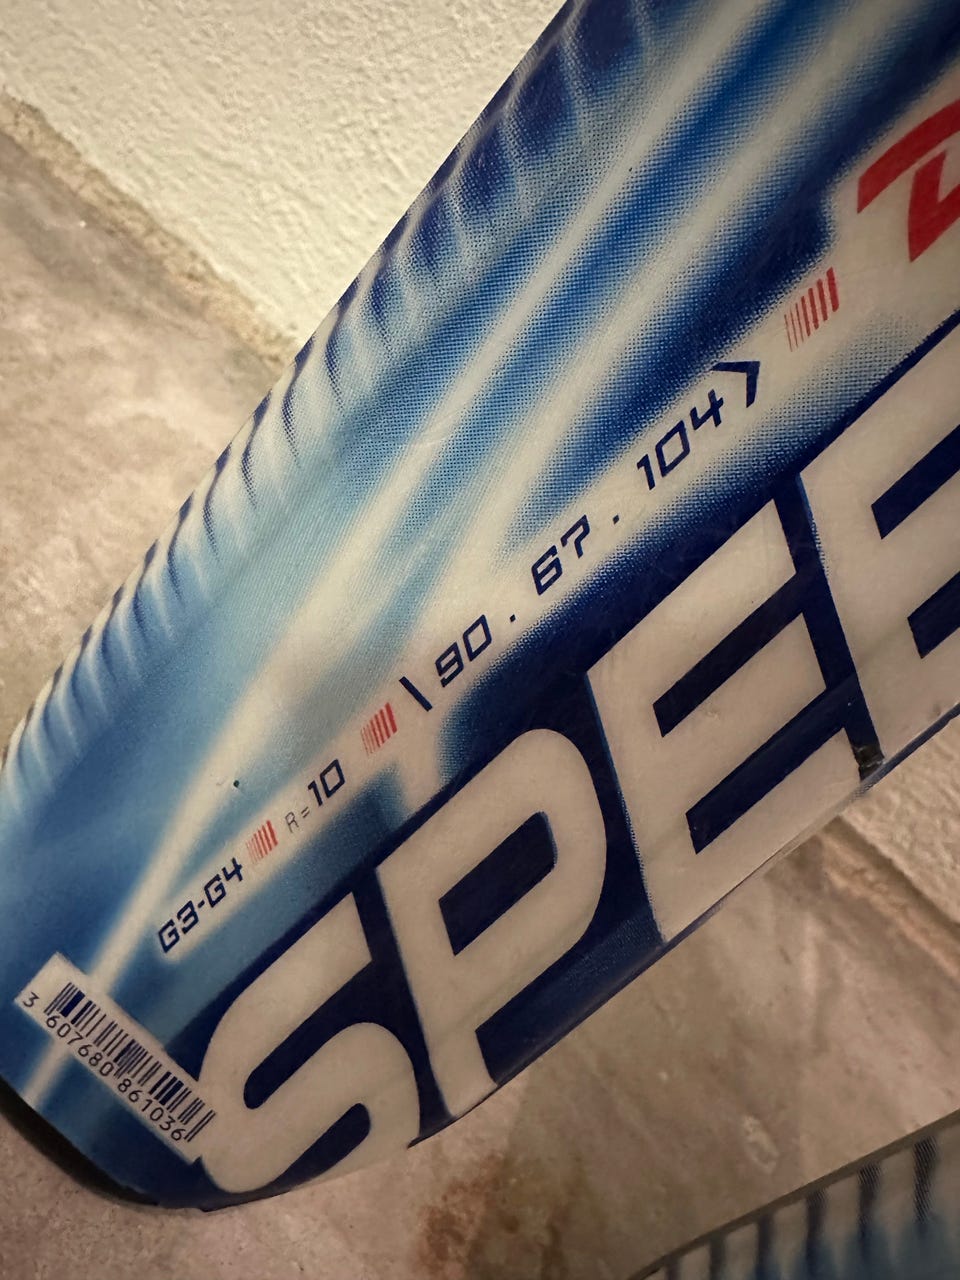 G3-G4 R=10 \ 90 . 67 . 104 >
SPEE
3 607680 861036